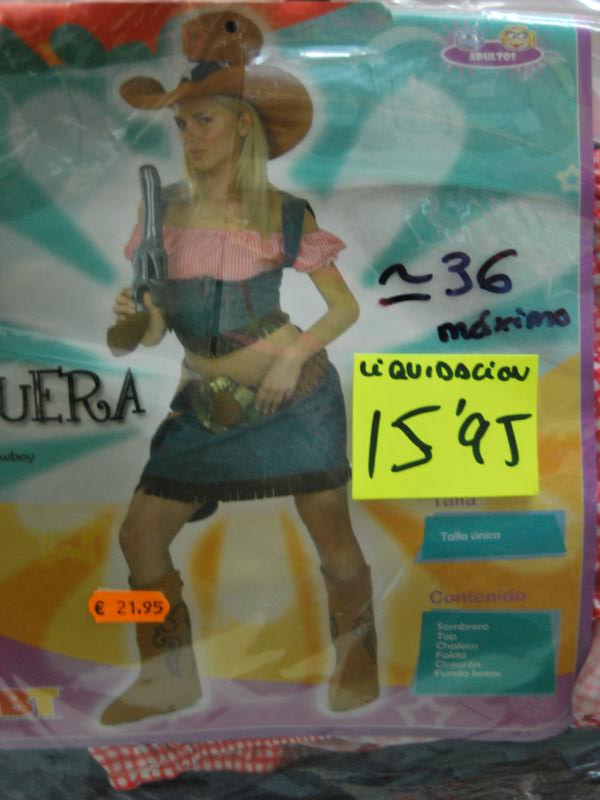 ADULTOS
≃36
máximo
LIQUIDACION
15'95
UERA
wboy
Talla
Talla única
€ 21.95
Contenido
Sombrero
Top
Chaleco
Falda
Cinturón
Funda botas
BT